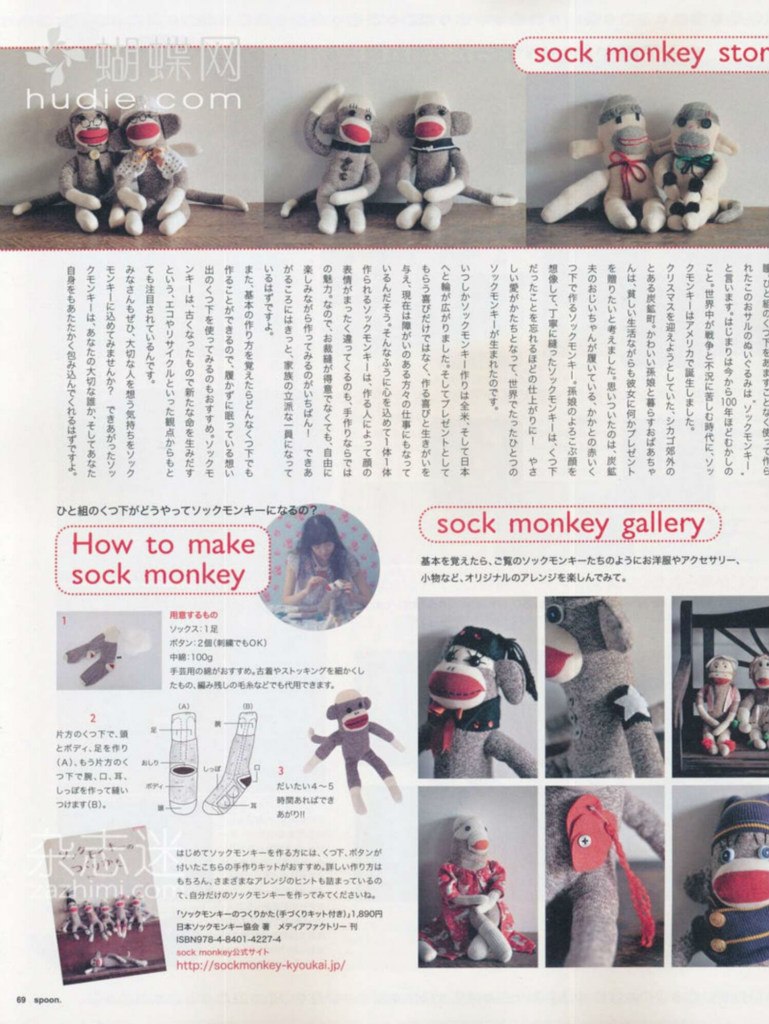 蝴蝶网
hudie.com
sock monkey stor
れたこのおサルのぬいぐるみは、ソックモンキー
と言います。はじまりは今から100年ほどむかしの
こと。世界中が戦争と不況に苦しむ時代に、ソッ
クモンキーはアメリカで誕生しました。
クリスマスを迎えようとしていた、シカゴ郊外の
とある炭鉱町。かわいい孫娘と暮らすおばあちゃ
んは、貧しい生活ながらも彼女に何かプレゼント
を贈りたいと考えました。思いついたのは、炭鉱
夫のおじいちゃんが履いている、かかとの赤いく
つ下で作るソックモンキー。孫娘のよろこぶ顔を
想像して、丁寧に縫ったソックモンキーは、くつ下
だったことを忘れるほどの仕上がりに! やさ
しい愛がかたちとなって、世界でたったひとつの
ソックモンキーが生まれたのです。
いつしかソックモンキー作りは全米、そして日本
へと輪が広がりました。そしてプレゼントとして
もらう喜びだけではなく、作る喜びと生きがいを
与え、現在は障がいのある方々の仕事にもなって
いるんだそう。そんなふうに心を込めて1体1体
作られるソックモンキーは、作る人によって顔の
表情がまったく違ってくるのも、手作りならでは
の魅力。なので、お裁縫が得意でなくても、自由に
楽しみながら作ってみるのがいちばん! できあ
がるころにはきっと、家族の立派な一員になって
いるはずですよ。
また、基本の作り方を覚えたらどんなくつ下でも
作ることができるので、履かずに眠っている想い
出のくつ下を使ってみるのもおすすめ。ソックモ
ンキーは、古くなったもので新たな命を生みだす
という、エコやリサイクルといった観点からもと
ても注目されているんです。
みなさんもぜひ、大切な人を想う気持ちをソック
モンキーに込めてみませんか? できあがったソッ
クモンキーは、あなたの大切な誰か、そしてあなた
自身をもあたたかく包み込んでくれるはずですよ。
ひと組のくつ下がどうやってソックモンキーになるの?
How to make
sock monkey
1
用意するもの
ソックス:1足
ボタン:2個(刺繍でもOK)
中綿:100g
手芸用の綿がおすすめ。古着やストッキングを細かくし
たもの、編み残しの毛糸などでも代用できます。
2
片方のくつ下で、頭
とボディ、足を作り
(A)、もう片方のく
つ下で腕、口、耳、
しっぽを作って縫い
つけます(B)。
(A)
足
おしり
ボディ
頭
(B)
腕
しっぽ
口
耳
3
だいたい4〜5
時間あればでき
あがり!!
杂志迷
zazhimi.com
ソックモンキーの
つくりかた
はじめてソックモンキーを作る方には、くつ下、ボタンが
付いたこちらの手作りキットがおすすめ。詳しい作り方は
もちろん、さまざまなアレンジのヒントも詰まっているの
で、自分だけのソックモンキーを作ってみてくださいね。
『ソックモンキーのつくりかた(手づくりキット付き)』1,890円
日本ソックモンキー協会 著 メディアファクトリー 刊
ISBN978-4-8401-4227-4
sock monkey公式サイト
http://sockmonkey-kyoukai.jp/
sock monkey gallery
基本を覚えたら、ご覧のソックモンキーたちのようにお洋服やアクセサリー、
小物など、オリジナルのアレンジを楽しんでみて。
69 spoon.